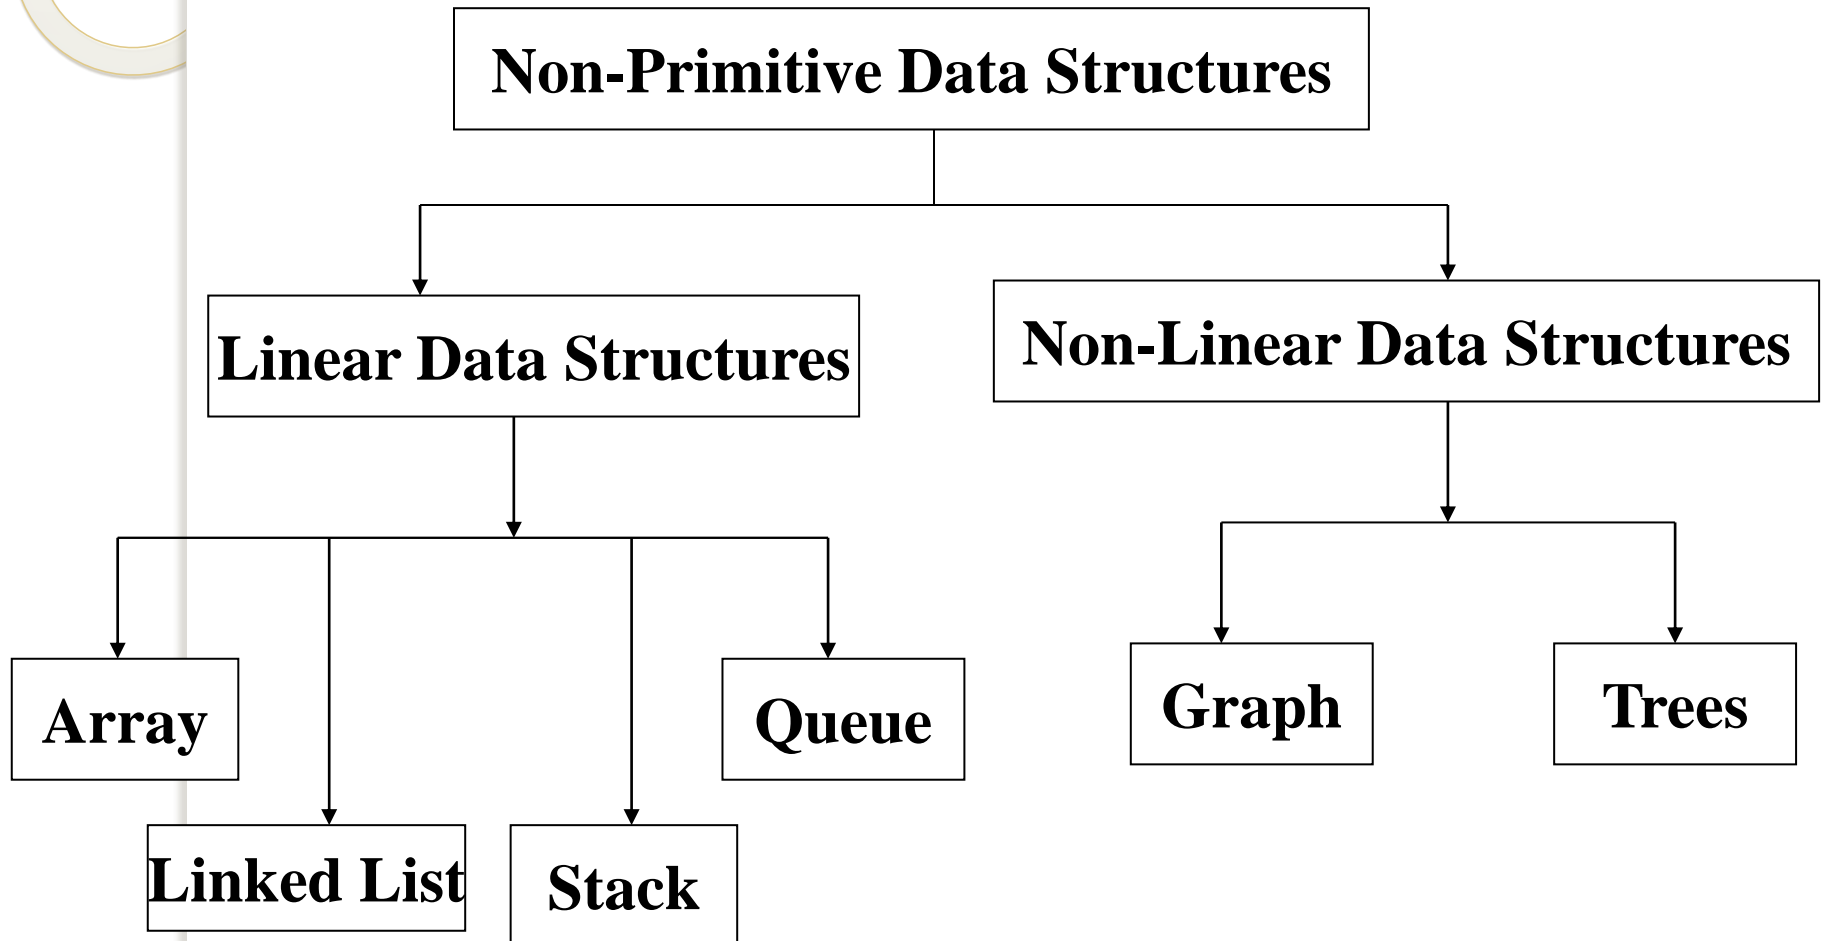 Non-Primitive Data Structures
Linear Data Structures
Non-Linear Data Structures
Array
Linked List
Stack
Queue
Graph
Trees